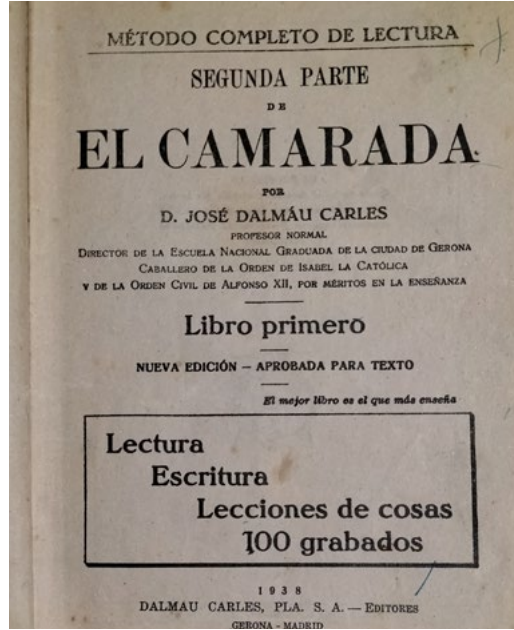 MÉTODO COMPLETO DE LECTURA
SEGUNDA PARTE
DE
EL CAMARADA
POR
D. JOSÉ DALMÁU CARLES
PROFESOR NORMAL
DIRECTOR DE LA ESCUELA NACIONAL GRADUADA DE LA CIUDAD DE GERONA
CABALLERO DE LA ORDEN DE ISABEL LA CATÓLICA
Y DE LA ORDEN CIVIL DE ALFONSO XII, POR MÉRITOS EN LA ENSEÑANZA
Libro primero
NUEVA EDICIÓN – APROBADA PARA TEXTO
El mejor libro es el que más enseña
Lectura
Escritura
Lecciones de cosas
100 grabados
1938
DALMAU CARLES, PLA. S. A. — EDITORES
GERONA - MADRID